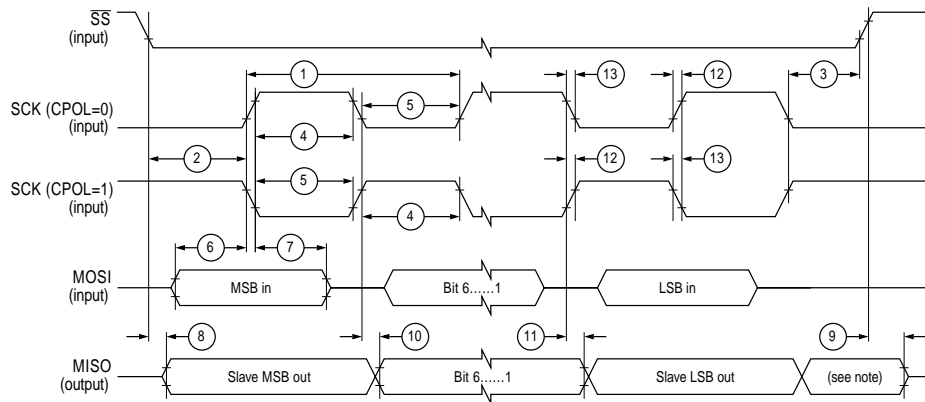 SS
(input)
1
13
12
3
5
SCK (CPOL=0)
(input)
4
2
12
13
5
SCK (CPOL=1)
(input)
4
6
7
MOSI
(input)
MSB in
Bit 6......1
LSB in
8
10
11
9
MISO
(output)
Slave MSB out
Bit 6......1
Slave LSB out
(see note)